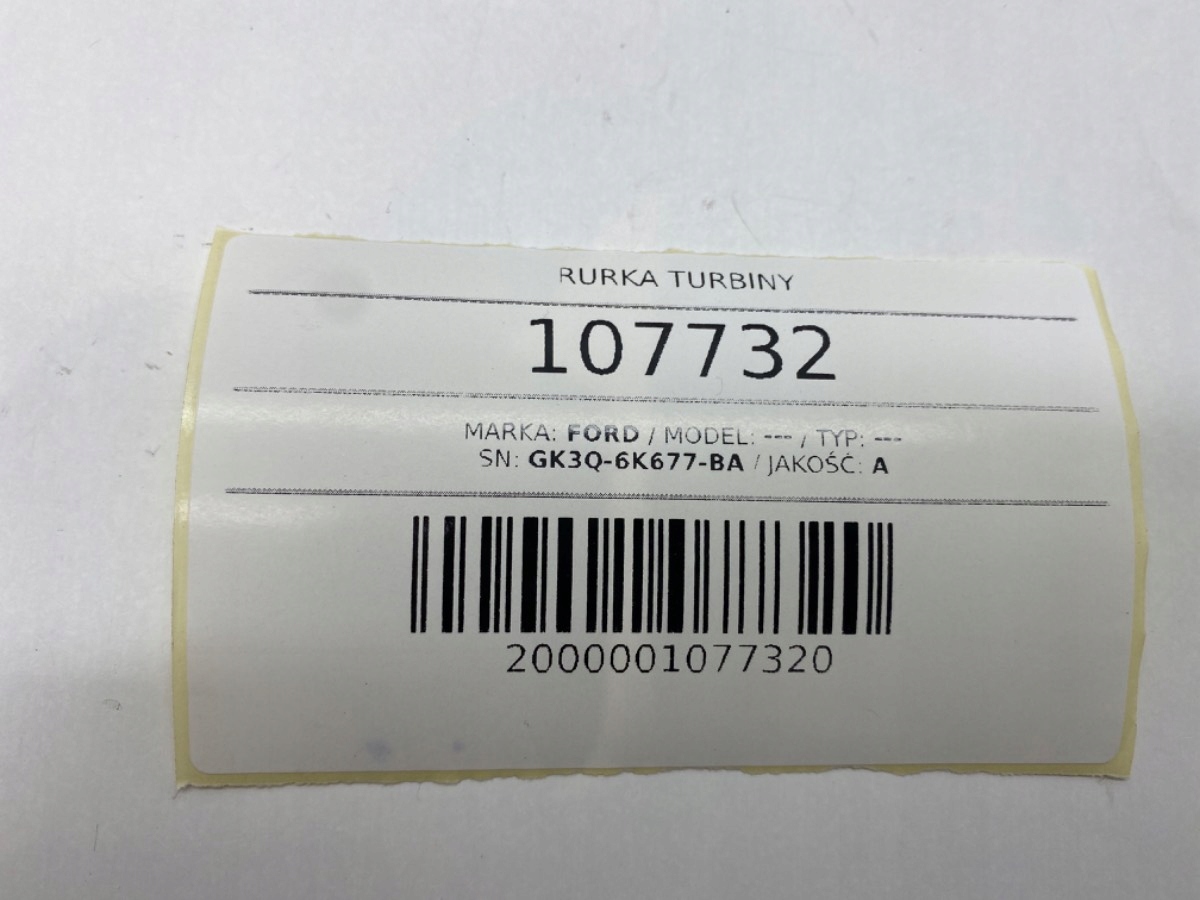 RURKA TURBINY
107732
MARKA: FORD / MODEL: --- / TYP: ---
SN: GK3Q-6K677-BA / JAKOŚĆ: A
2000001077320